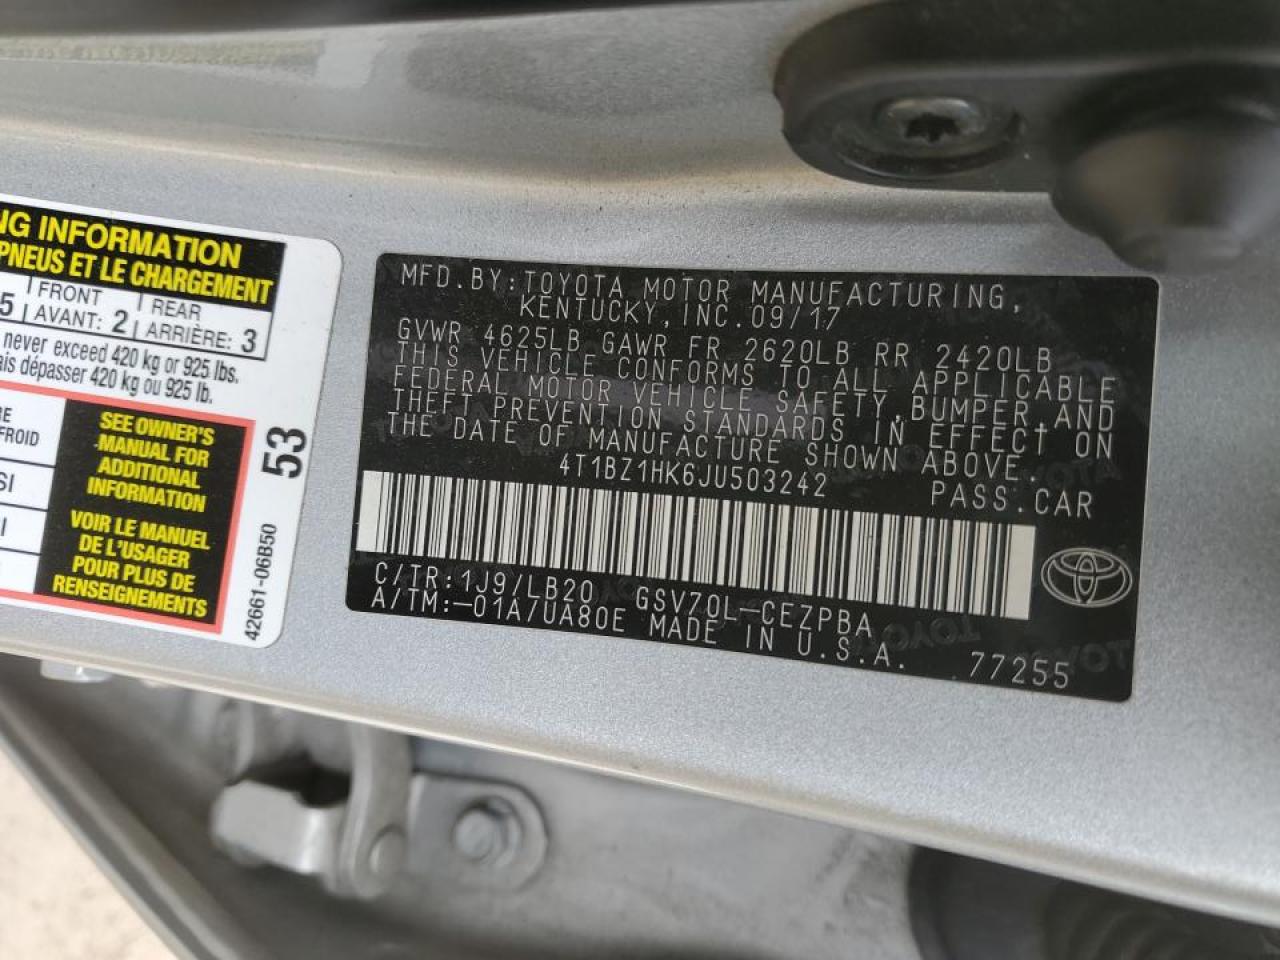 NG INFORMATION
PNEUS ET LE CHARGEMENT
5 FRONT REAR
AVANT: 2 ARRIÈRE: 3
never exceed 420 kg or 925 lbs.
ais dépasser 420 kg ou 925 lb.
RE
FROID
SI
I
SEE OWNER'S
MANUAL FOR
ADDITIONAL
INFORMATION
VOIR LE MANUEL
DE L'USAGER
POUR PLUS DE
RENSEIGNEMENTS
53
42661-06B50
MFD.BY:TOYOTA MOTOR MANUFACTURING,
KENTUCKY,INC.09/17
GVWR 4625LB GAWR FR 2620LB RR 2420LB
THIS VEHICLE CONFORMS TO ALL APPLICABLE
FEDERAL MOTOR VEHICLE SAFETY,BUMPER,AND
THEFT PREVENTION STANDARDS IN EFFECT ON
THE DATE OF MANUFACTURE SHOWN ABOVE.
4T1BZ1HK6JU503242
PASS.CAR
C/TR:1J9/LB20 GSV70L-CEZPBA
A/TM:-01A/UA80E MADE IN U.S.A.
77255